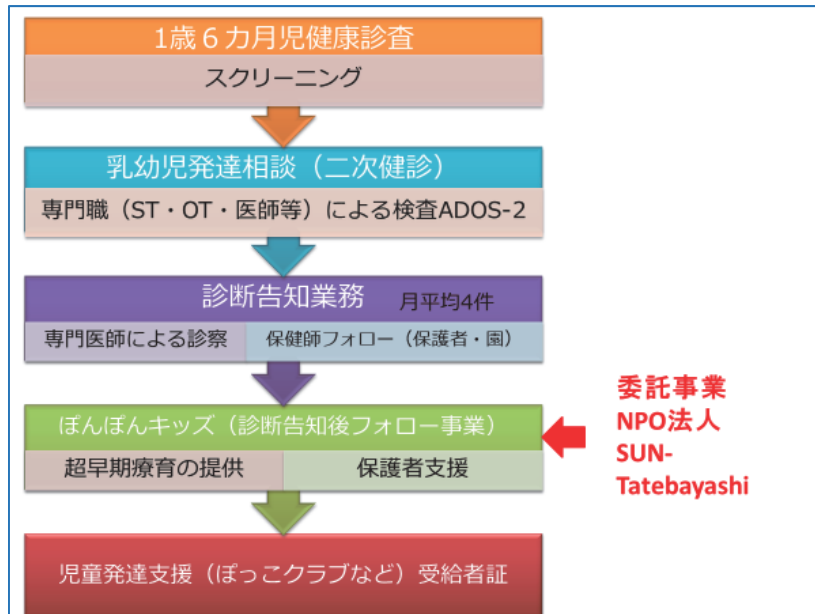 1歳６カ月児健康診査
スクリーニング
乳幼児発達相談（二次健診）
専門職（ST・OT・医師等）による検査ADOS-2
診断告知業務 月平均4件
専門医師による診察 保健師フォロー（保護者・園）
ぽんぽんキッズ（診断告知後フォロー事業）
超早期療育の提供 保護者支援
委託事業
NPO法人
SUN-
Tatebayashi
児童発達支援（ぽっこクラブなど）受給者証